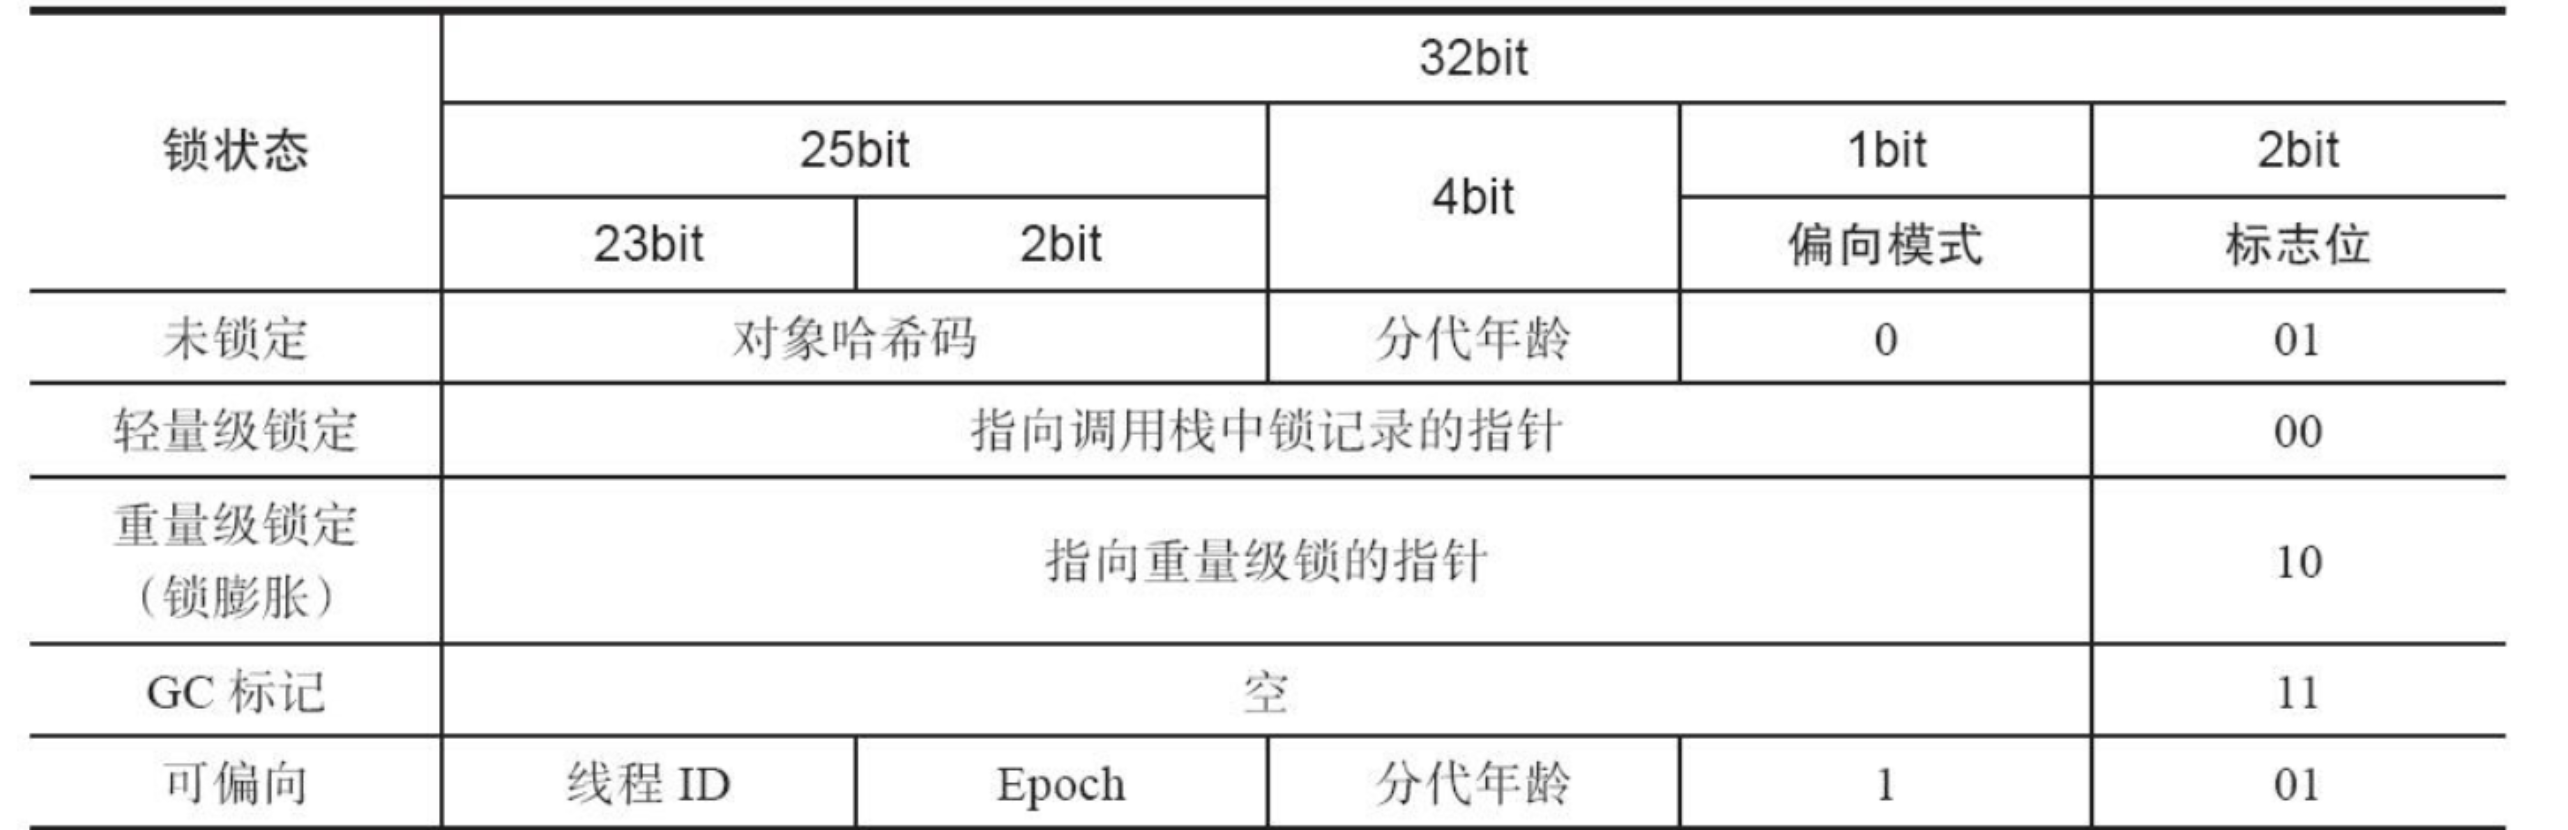 锁状态
32bit
25bit
4bit
1bit
2bit
23bit
2bit
偏向模式
标志位
未锁定
对象哈希码
分代年龄
0
01
轻量级锁定
指向调用栈中锁记录的指针
00
重量级锁定
（锁膨胀）
指向重量级锁的指针
10
GC 标记
空
11
可偏向
线程 ID
Epoch
分代年龄
1
01